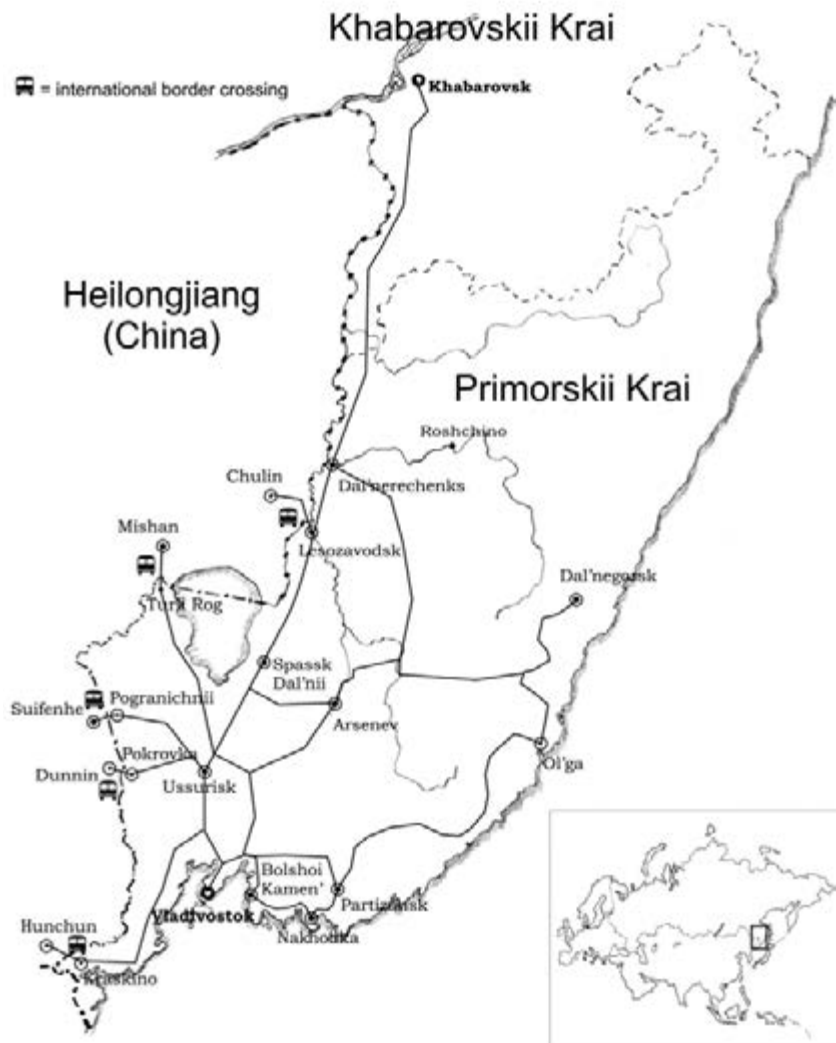 Khabarovskii Krai
= international border crossing
Khabarovsk
Heilongjiang
(China)
Primorskii Krai
Roshchino
Chulin
Dal'nerechenks
Mishan
Lesozavodsk
Dal'negorsk
Turii Rog
Spassk
Dal'nii
Suifenhe
Pogranichnii
Arsenev
Pokrovka
Dunnin
Ussurisk
Ol'ga
Bolshoi
Kamen'
Vladivostok
Partizansk
Hunchun
Nakhodka
Kraskino